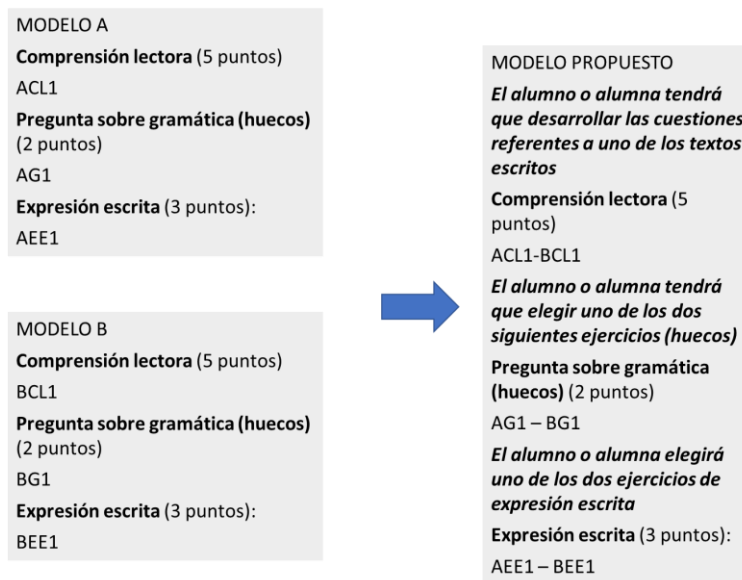 MODELO A
Comprensión lectora (5 puntos)
ACL1
Pregunta sobre gramática (huecos)
(2 puntos)
AG1
Expresión escrita (3 puntos):
AEE1
MODELO B
Comprensión lectora (5 puntos)
BCL1
Pregunta sobre gramática (huecos)
(2 puntos)
BG1
Expresión escrita (3 puntos):
BEE1
MODELO PROPUESTO
El alumno o alumna tendrá
que desarrollar las cuestiones
referentes a uno de los textos
escritos
Comprensión lectora (5
puntos)
ACL1-BCL1
El alumno o alumna tendrá
que elegir uno de los dos
siguientes ejercicios (huecos)
Pregunta sobre gramática
(huecos) (2 puntos)
AG1 – BG1
El alumno o alumna elegirá
uno de los dos ejercicios de
expresión escrita
Expresión escrita (3 puntos):
AEE1 – BEE1